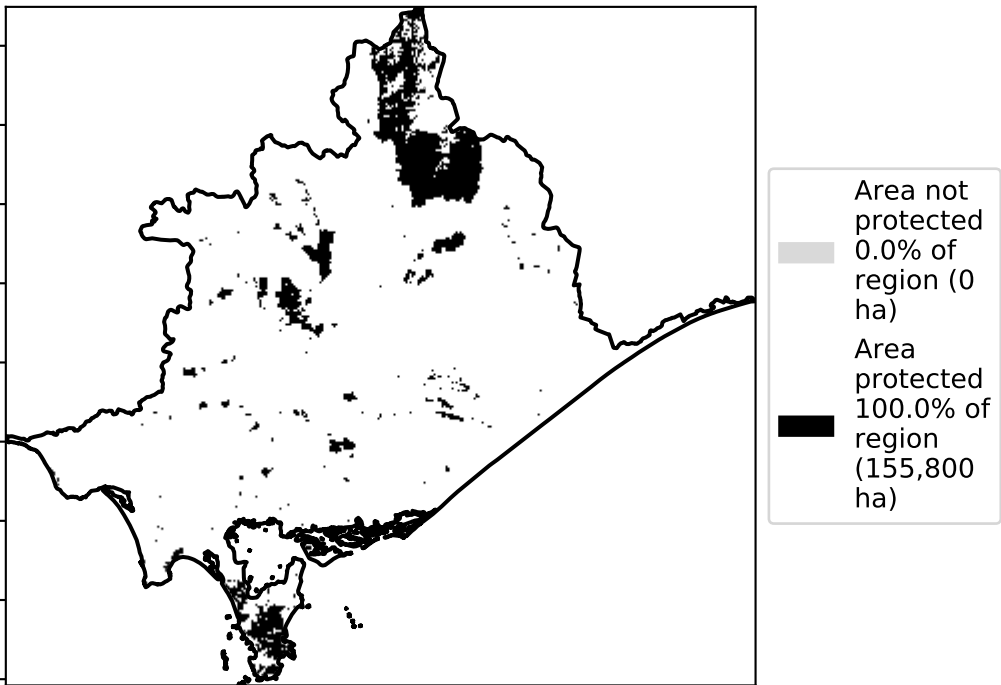 Area not
protected
0.0% of
region (0
ha)
Area
protected
100.0% of
region
(155,800
ha)